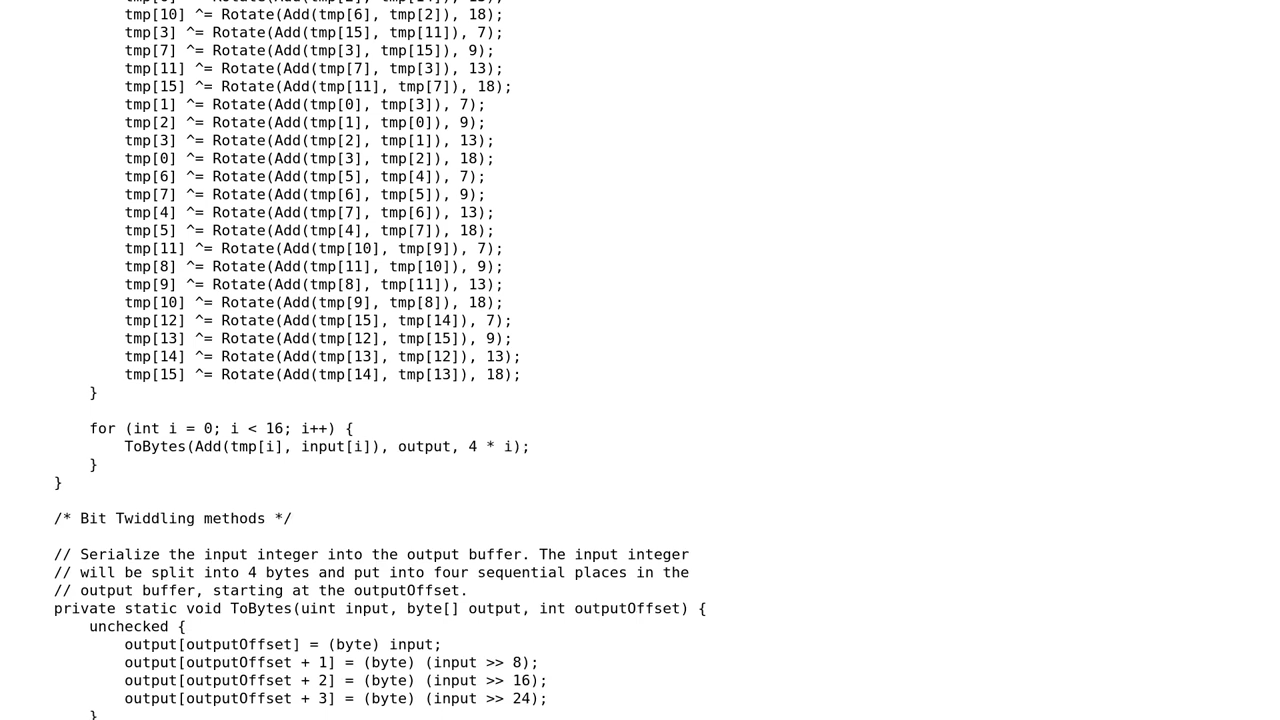 tmp[10] ^= Rotate(Add(tmp[6], tmp[2]), 18);
tmp[3] ^= Rotate(Add(tmp[15], tmp[11]), 7);
tmp[7] ^= Rotate(Add(tmp[3], tmp[15]), 9);
tmp[11] ^= Rotate(Add(tmp[7], tmp[3]), 13);
tmp[15] ^= Rotate(Add(tmp[11], tmp[7]), 18);
tmp[1] ^= Rotate(Add(tmp[0], tmp[3]), 7);
tmp[2] ^= Rotate(Add(tmp[1], tmp[0]), 9);
tmp[3] ^= Rotate(Add(tmp[2], tmp[1]), 13);
tmp[0] ^= Rotate(Add(tmp[3], tmp[2]), 18);
tmp[6] ^= Rotate(Add(tmp[5], tmp[4]), 7);
tmp[7] ^= Rotate(Add(tmp[6], tmp[5]), 9);
tmp[4] ^= Rotate(Add(tmp[7], tmp[6]), 13);
tmp[5] ^= Rotate(Add(tmp[4], tmp[7]), 18);
tmp[11] ^= Rotate(Add(tmp[10], tmp[9]), 7);
tmp[8] ^= Rotate(Add(tmp[11], tmp[10]), 9);
tmp[9] ^= Rotate(Add(tmp[8], tmp[11]), 13);
tmp[10] ^= Rotate(Add(tmp[9], tmp[8]), 18);
tmp[12] ^= Rotate(Add(tmp[15], tmp[14]), 7);
tmp[13] ^= Rotate(Add(tmp[12], tmp[15]), 9);
tmp[14] ^= Rotate(Add(tmp[13], tmp[12]), 13);
tmp[15] ^= Rotate(Add(tmp[14], tmp[13]), 18);
}
for (int i = 0; i < 16; i++) {
ToBytes(Add(tmp[i], input[i]), output, 4 * i);
}
}
/* Bit Twiddling methods */
// Serialize the input integer into the output buffer. The input integer
// will be split into 4 bytes and put into four sequential places in the
// output buffer, starting at the outputOffset.
private static void ToBytes(uint input, byte[] output, int outputOffset) {
unchecked {
output[outputOffset] = (byte) input;
output[outputOffset + 1] = (byte) (input >> 8);
output[outputOffset + 2] = (byte) (input >> 16);
output[outputOffset + 3] = (byte) (input >> 24);
}